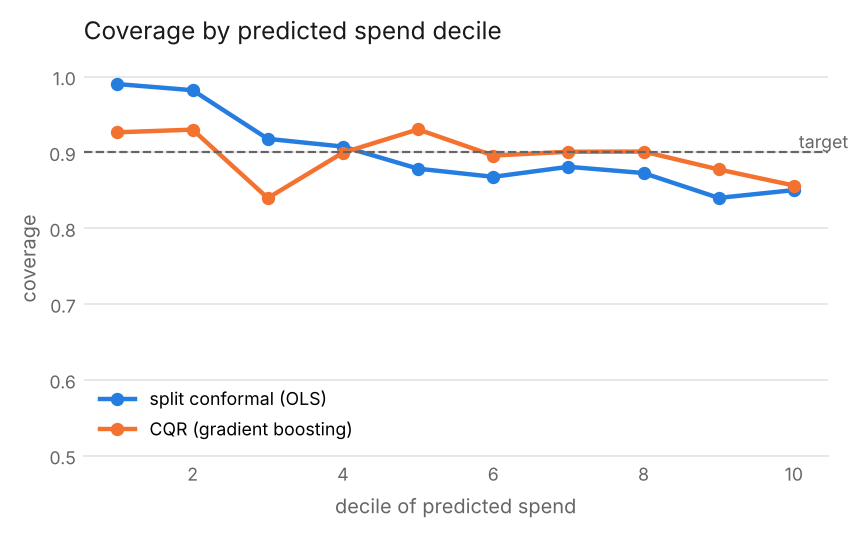 Coverage by predicted spend decile
1.0
0.9
0.8
0.7
0.6
0.5
coverage
target
split conformal (OLS)
CQR (gradient boosting)
2 4 6 8 10
decile of predicted spend